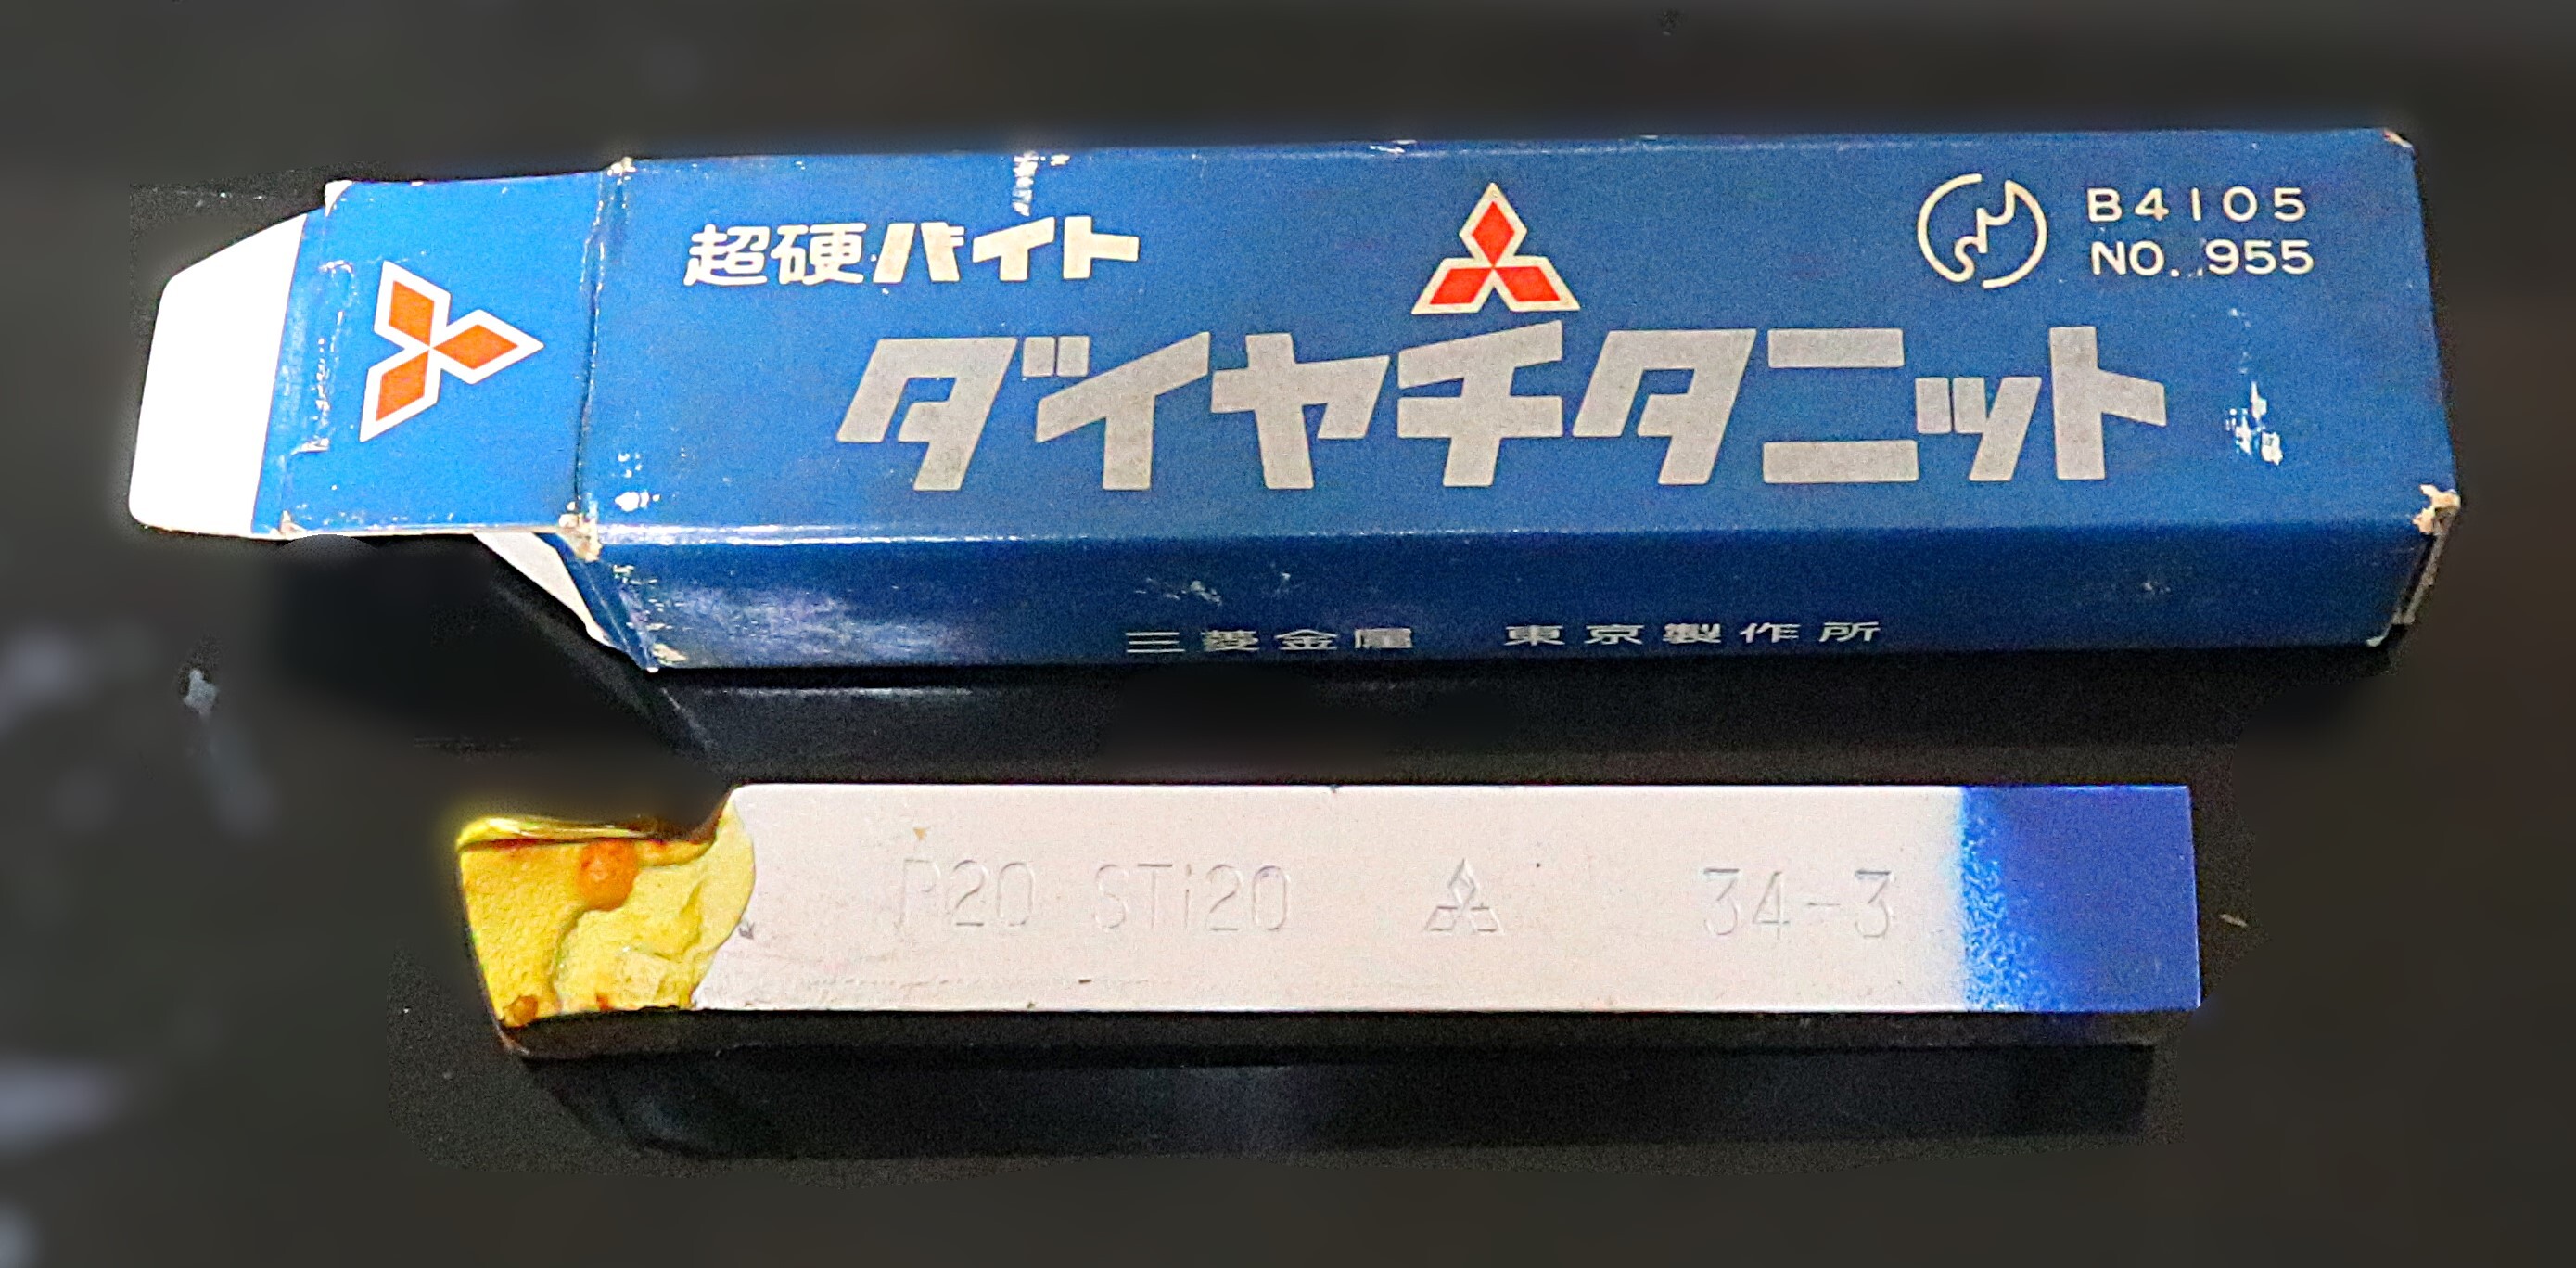 超硬バイト
B4105
NO. 955
ダイヤチタニット
三菱金属 東京製作所
P20 STi20 34-3